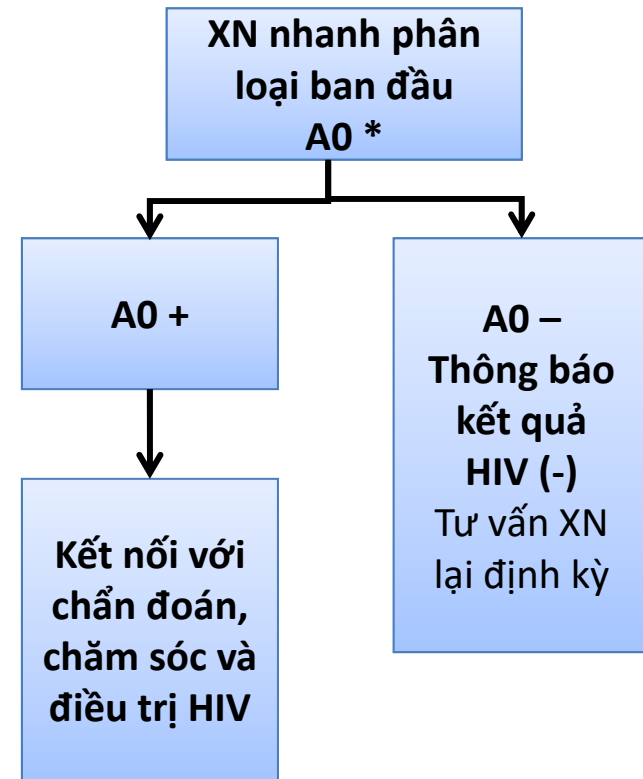 XN nhanh phân
loại ban đầu
A0 *
A0 +
A0 –
Thông báo
kết quả
HIV (-)
Tư vấn XN
lại định kỳ
Kết nối với
chẩn đoán,
chăm sóc và
điều trị HIV